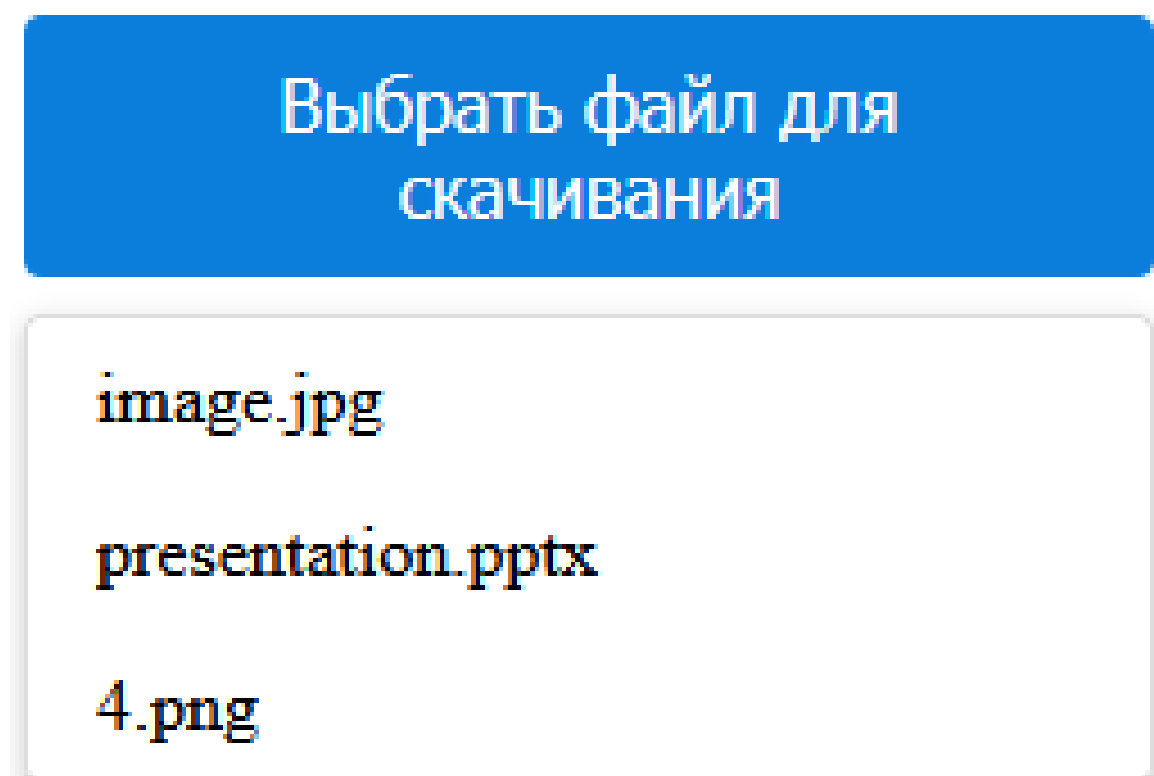 Выбрать файл для
скачивания
image.jpg
presentation.pptx
4.png